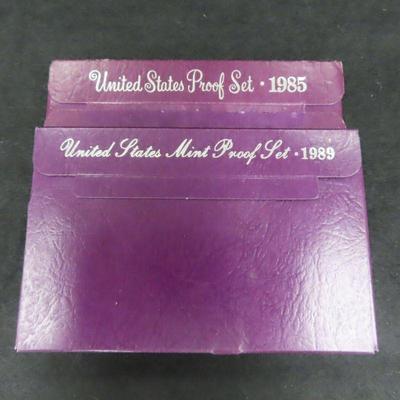 United States Proof Set · 1985
United States Mint Proof Set · 1989